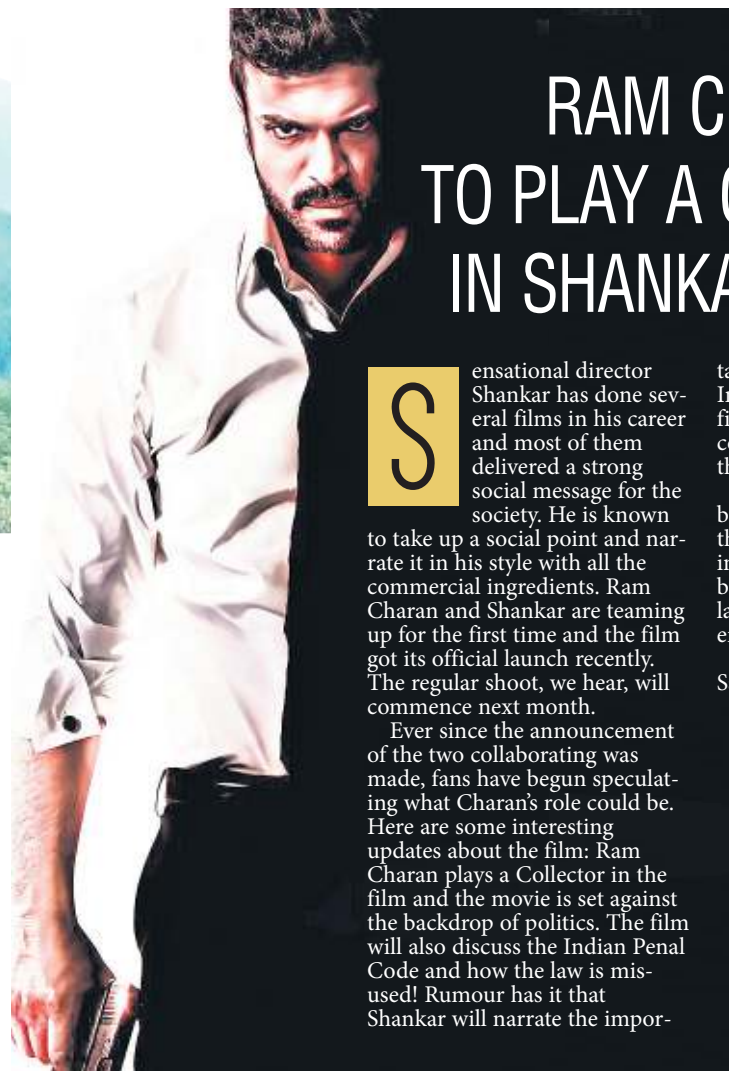 RAM C
TO PLAY A
IN SHANKA
Sensational director
Shankar has done sev-
eral films in his career
and most of them
delivered a strong
social message for the
society. He is known
to take up a social point and nar-
rate it in his style with all the
commercial ingredients. Ram
Charan and Shankar are teaming
up for the first time and the film
got its official launch recently.
The regular shoot, we hear, will
commence next month.
Ever since the announcement
of the two collaborating was
made, fans have begun speculat-
ing what Charan's role could be.
Here are some interesting
updates about the film: Ram
Charan plays a Collector in the
film and the movie is set against
the backdrop of politics. The film
will also discuss the Indian Penal
Code and how the law is mis-
used! Rumour has it that
Shankar will narrate the impor-